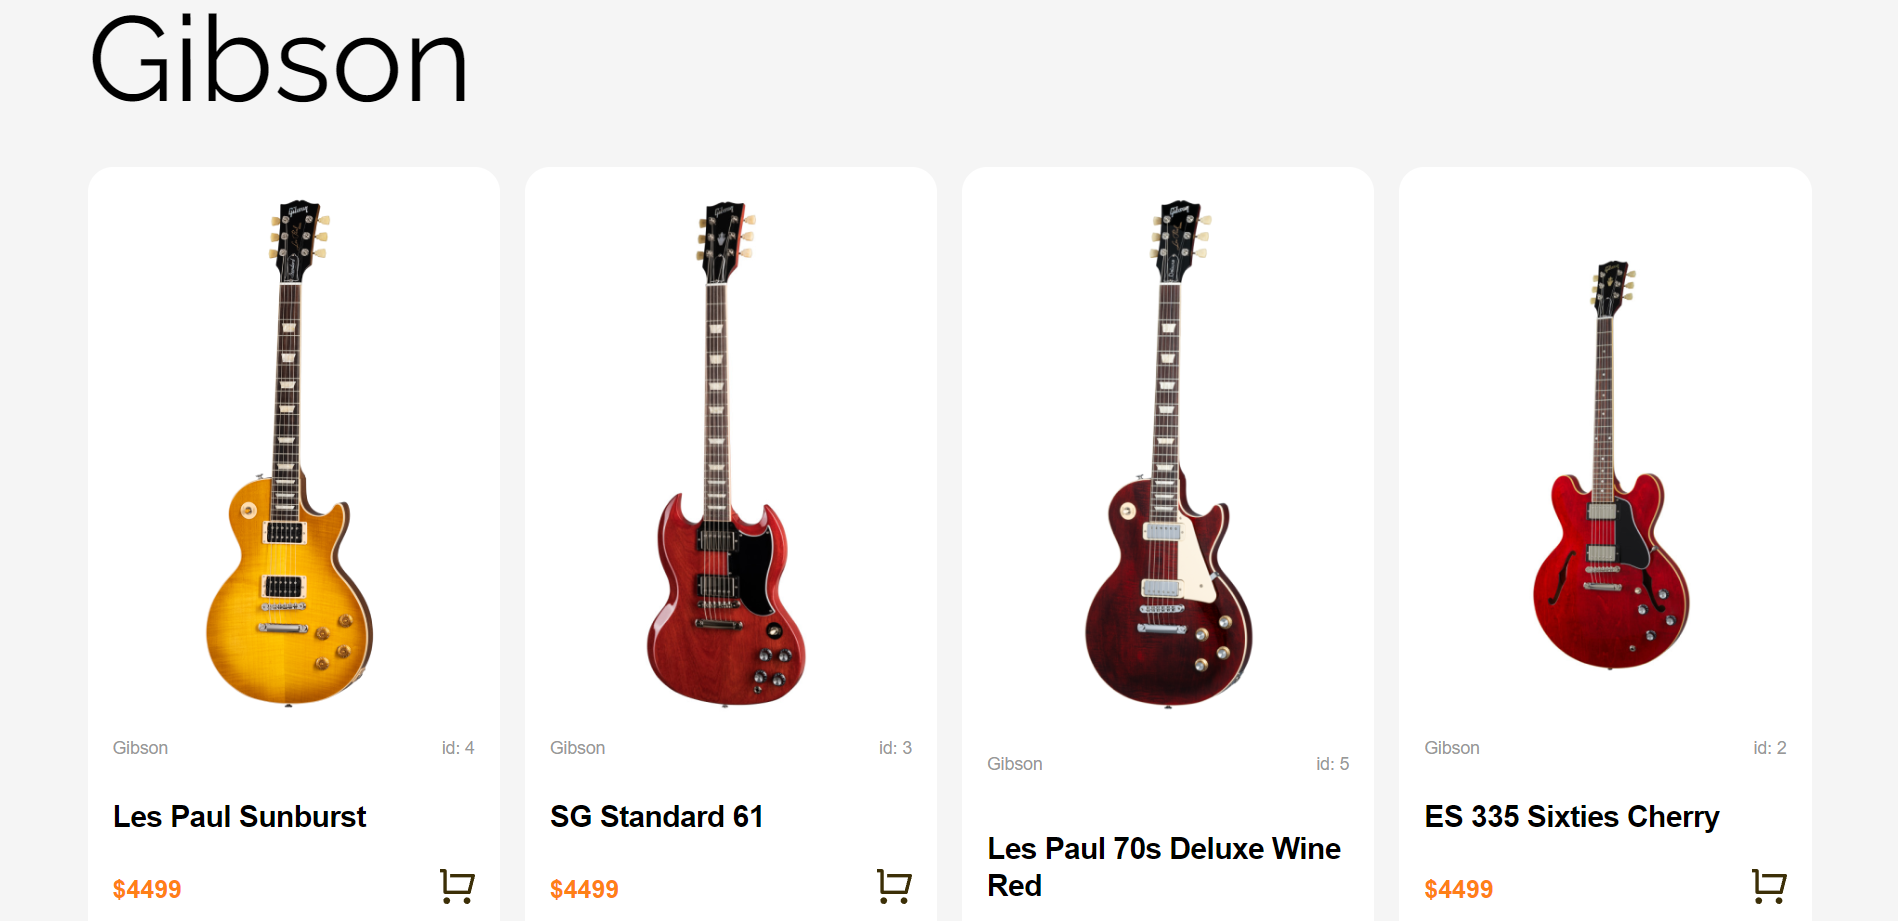 Gibson
Gibson
id: 4
Les Paul Sunburst
$4499
Gibson
id: 3
SG Standard 61
$4499
Gibson
id: 5
Les Paul 70s Deluxe Wine
Red
Gibson
id: 2
ES 335 Sixties Cherry
$4499